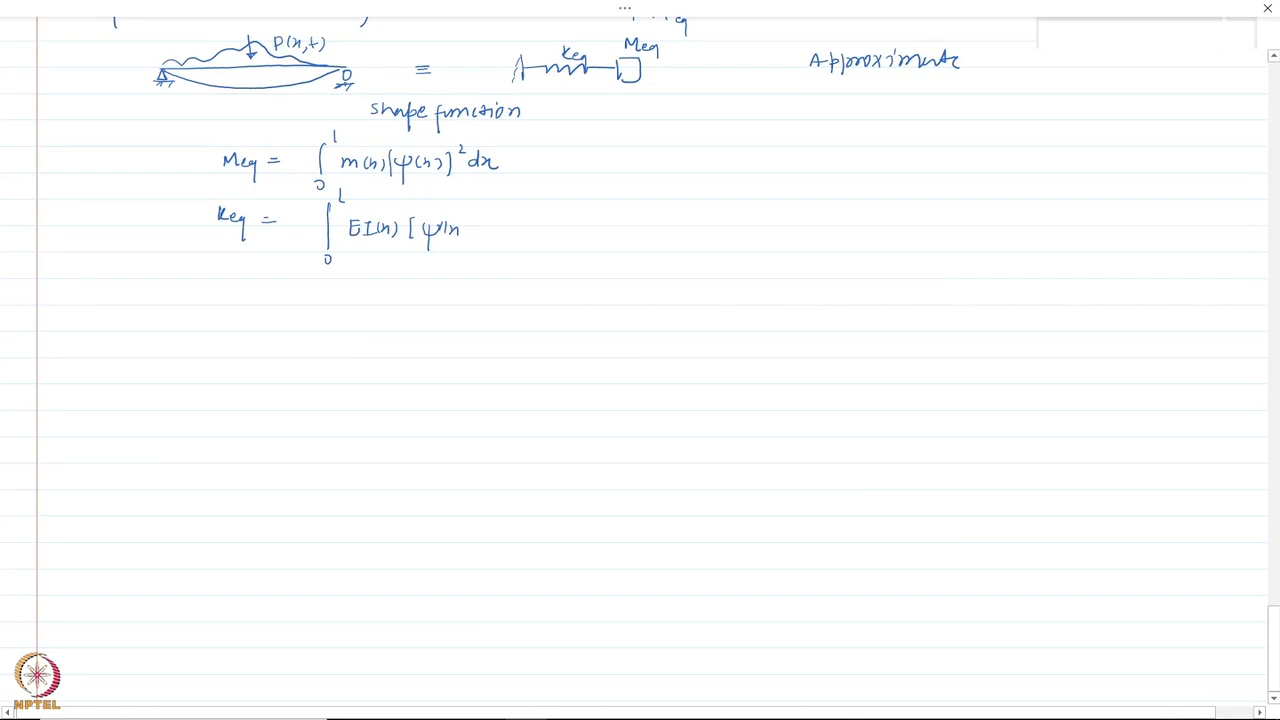 P(x,t)
≡
Keq
Meq
Approximate
shape function
Meq = ∫₀ᴸ m(x)[ψ(x)]² dx
Keq = ∫₀ᴸ EI(x) [ψ''(x
NPTEL